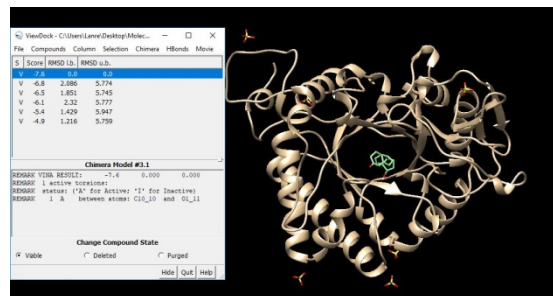 ViewDock - C:\Users\Lanre\Desktop\Molec...
File Compounds Column Selection Chimera HBonds Movie
S Score RMSD l.b. RMSD u.b.
V -7.6 0.0 0.0
V -6.8 2.086 5.774
V -6.5 1.851 5.745
V -6.1 2.32 5.777
V -5.4 1.429 5.947
V -4.9 1.216 5.759
Chimera Model #3.1
REMARK VINA RESULT: -7.6 0.000 0.000
REMARK 1 active torsions:
REMARK status: ('A' for Active; 'I' for Inactive)
REMARK 1 A between atoms: C10_10 and O1_11
Change Compound State
Viable Deleted Purged
Hide Quit Help